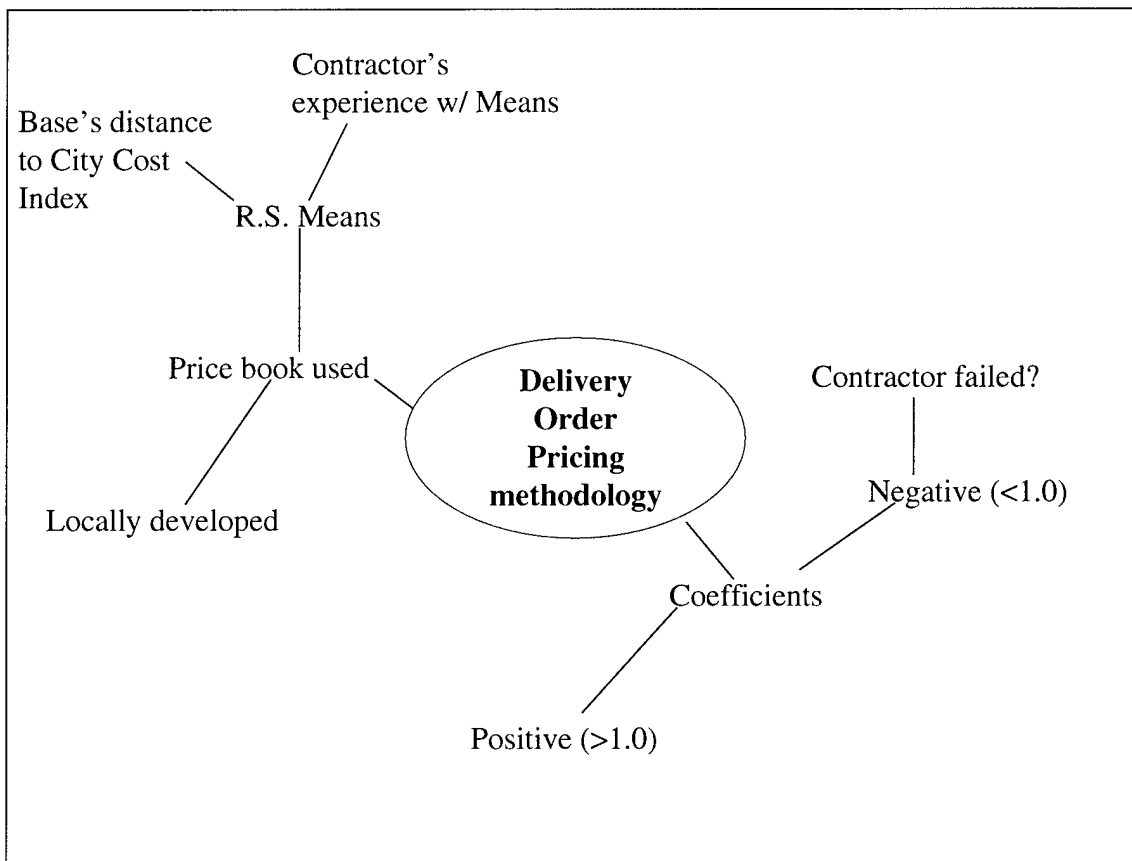 Contractor's
experience w/ Means
Base's distance
to City Cost
Index
R.S. Means
Price book used
Locally developed
Delivery
Order
Pricing
methodology
Contractor failed?
Negative (<1.0)
Coefficients
Positive (>1.0)